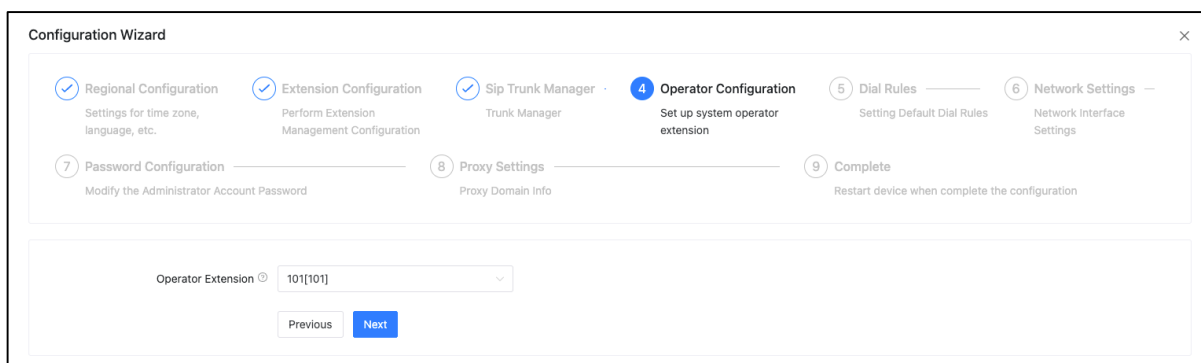 Configuration Wizard
Regional Configuration
Settings for time zone,
language, etc.
Extension Configuration
Perform Extension
Management Configuration
Sip Trunk Manager
Trunk Manager
4 Operator Configuration
Set up system operator
extension
5 Dial Rules
Setting Default Dial Rules
6 Network Settings
Network Interface
Settings
7 Password Configuration
Modify the Administrator Account Password
8 Proxy Settings
Proxy Domain Info
9 Complete
Restart device when complete the configuration
Operator Extension ? 101[101]
Previous Next